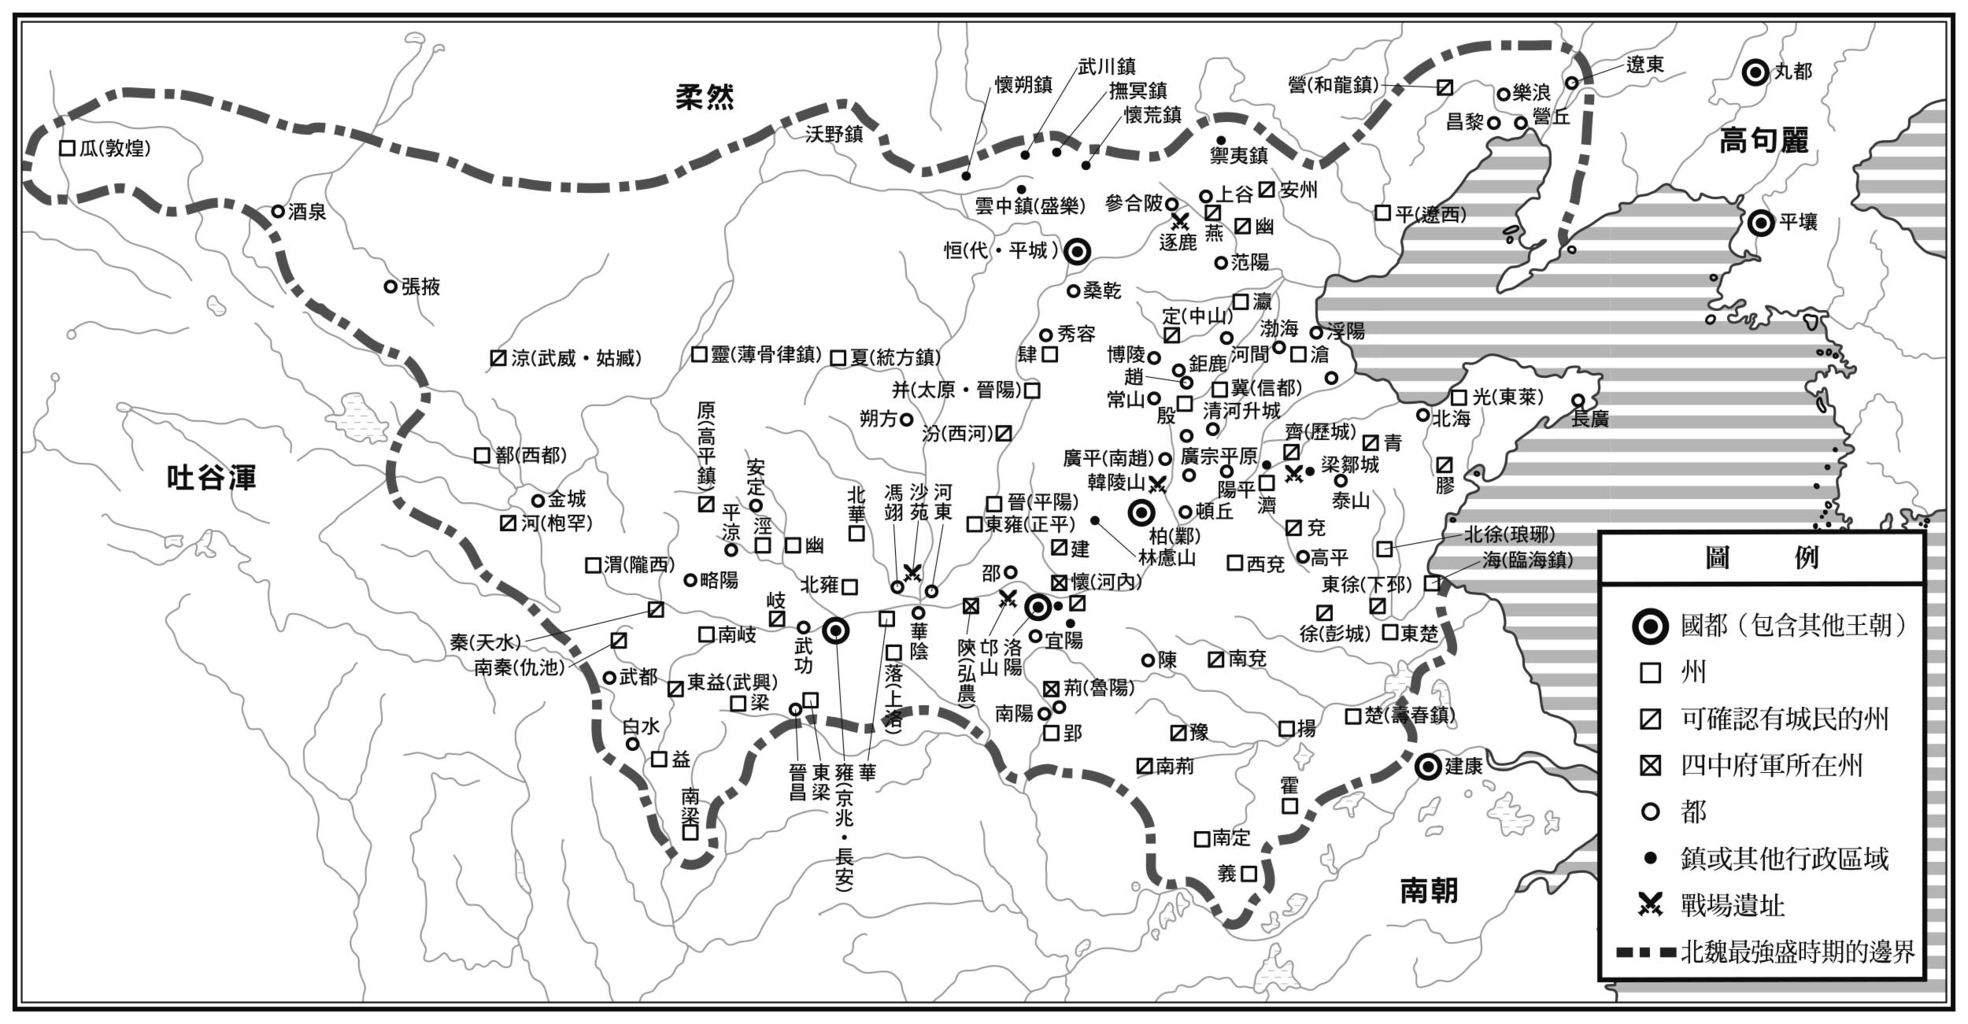 柔然
吐谷渾
高句麗
南朝
懷朔鎮
武川鎮
撫冥鎮
懷荒鎮
沃野鎮
禦夷鎮
營(和龍鎮)
樂浪
遼東
昌黎
營丘
丸都
平壤
瓜(敦煌)
酒泉
張掖
雲中鎮(盛樂)
參合陂
上谷
安州
平(遼西)
逐鹿
燕
幽
恒(代・平城)
范陽
桑乾
瀛
定(中山)
渤海
浮陽
秀容
肆
博陵
鉅鹿
河間
滄
涼(武威・姑臧)
靈(薄骨律鎮)
夏(統方鎮)
趙
并(太原・晉陽)
冀(信都)
常山
殷
清河升城
光(東萊)
北海
長廣
朔方
汾(西河)
齊(歷城)
青
原(高平鎮)
鄯(西都)
安定
廣平(南趙)
廣宗平原
梁鄒城
韓陵山
陽平
濟
泰山
膠
金城
河(枹罕)
平涼
涇
北華
馮翊
沙苑
河東
晉(平陽)
東雍(正平)
頓丘
柏(鄴)
林慮山
兗
北徐(琅琊)
海(臨海鎮)
幽
建
西兗
高平
渭(隴西)
略陽
北雍
邵
懷(河內)
東徐(下邳)
岐
秦(天水)
南秦(仇池)
南岐
武功
華陰
陝(弘農)
邙山
洛陽
宜陽
徐(彭城)
東楚
落(上洛)
陳
南兗
武都
東益(武興)
梁
荊(魯陽)
南陽
郢
白水
益
豫
揚
楚(壽春鎮)
南荊
建康
晉昌
東梁
雍(京兆・長安)
華
南梁
霍
南定
義
圖 例
國都（包含其他王朝）
州
可確認有城民的州
四中府軍所在州
都
鎮或其他行政區域
戰場遺址
北魏最強盛時期的邊界